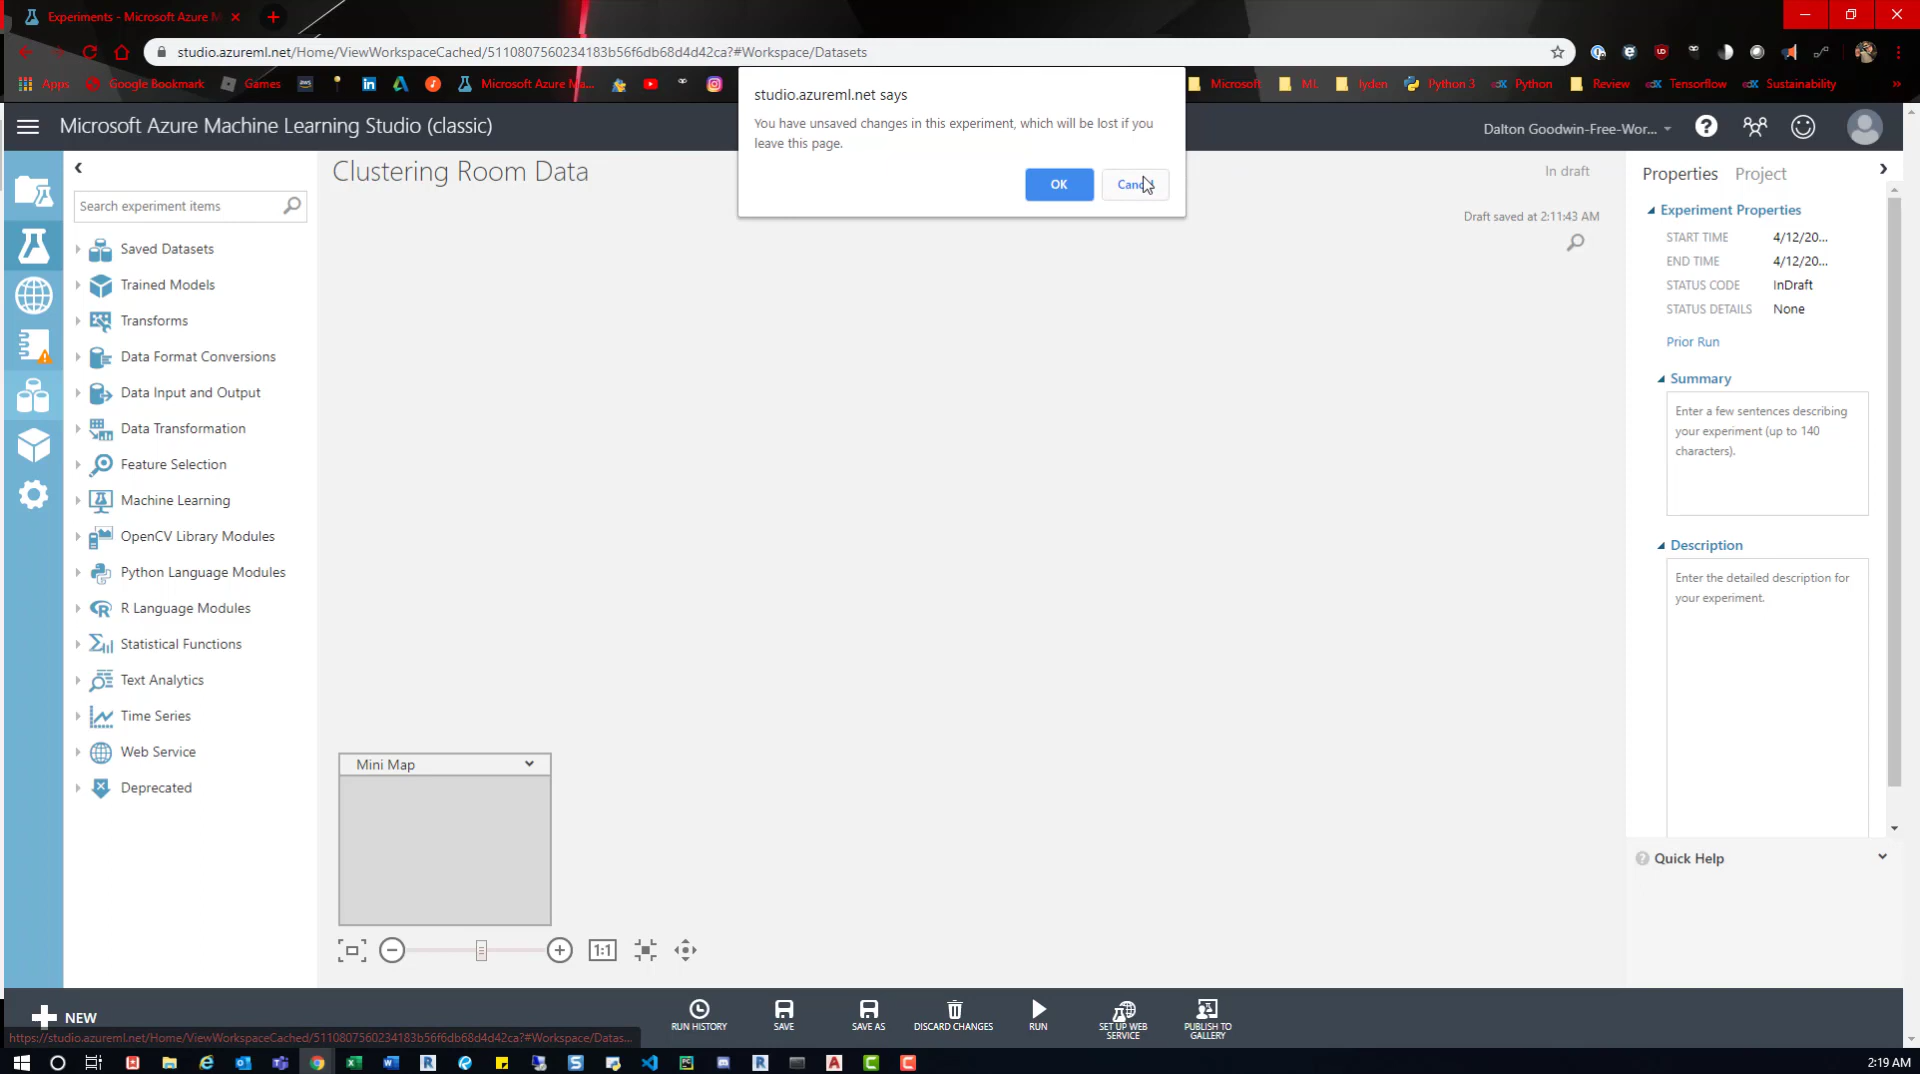 Experiments - Microsoft Azure M
studio.azureml.net/Home/ViewWorkspaceCached/5110807560234183b56f6db68d4d42ca?#Workspace/Datasets
Apps
Google Bookmark
Games
Microsoft Azure Ma...
Microsoft
ML
lyden
Python 3
Python
Review
Tensorflow
Sustainability
»
studio.azureml.net says
You have unsaved changes in this experiment, which will be lost if you
leave this page.
OK
Microsoft Azure Machine Learning Studio (classic)
Dalton Goodwin-Free-Wor...
Clustering Room Data
In draft
Draft saved at 2:11:43 AM
Search experiment items
Saved Datasets
Trained Models
Transforms
Data Format Conversions
Data Input and Output
Data Transformation
Feature Selection
Machine Learning
OpenCV Library Modules
Python Language Modules
R Language Modules
Statistical Functions
Text Analytics
Time Series
Web Service
Deprecated
Mini Map
1:1
Properties
Project
Experiment Properties
START TIME 4/12/20...
END TIME 4/12/20...
STATUS CODE InDraft
STATUS DETAILS None
Prior Run
Summary
Enter a few sentences describing
your experiment (up to 140
characters).
Description
Enter the detailed description for
your experiment.
Quick Help
NEW
RUN HISTORY
SAVE
SAVE AS
DISCARD CHANGES
RUN
SET UP WEB
SERVICE
PUBLISH TO
GALLERY
https://studio.azureml.net/Home/ViewWorkspaceCached/5110807560234183b56f6db68d4d42ca?#Workspace/Datas...
2:19 AM